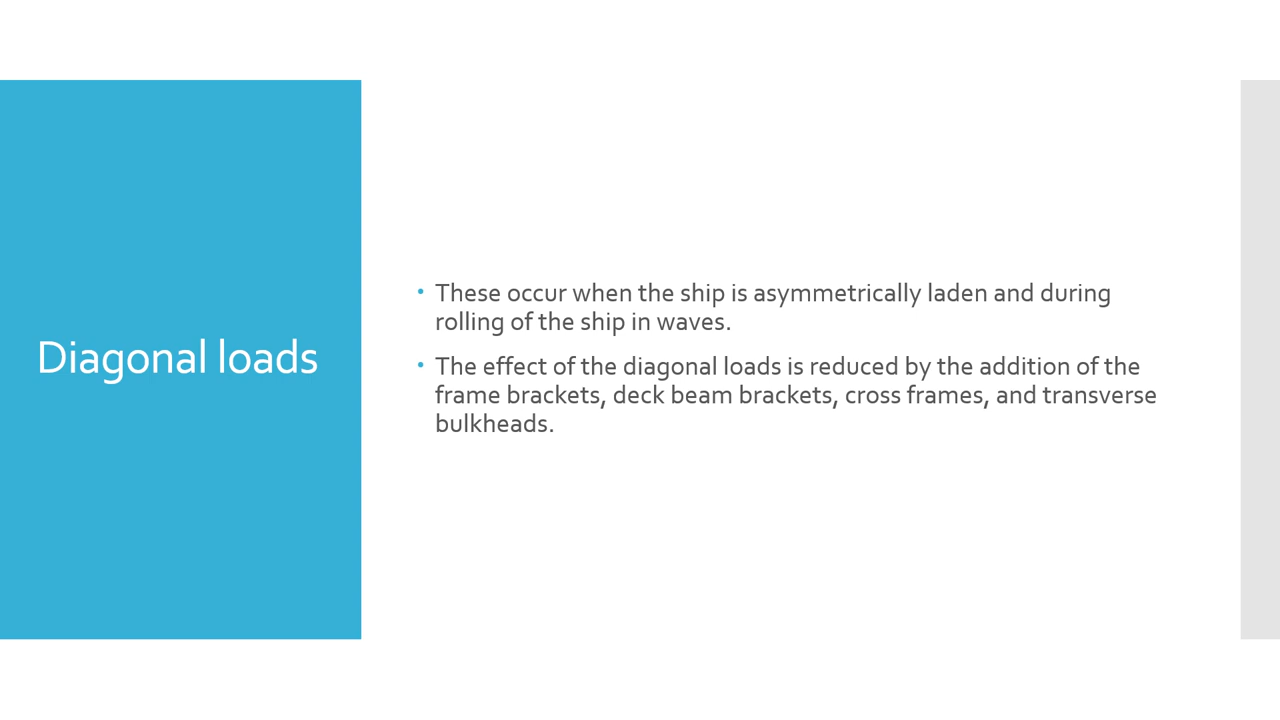 Diagonal loads
• These occur when the ship is asymmetrically laden and during
rolling of the ship in waves.
• The effect of the diagonal loads is reduced by the addition of the
frame brackets, deck beam brackets, cross frames, and transverse
bulkheads.